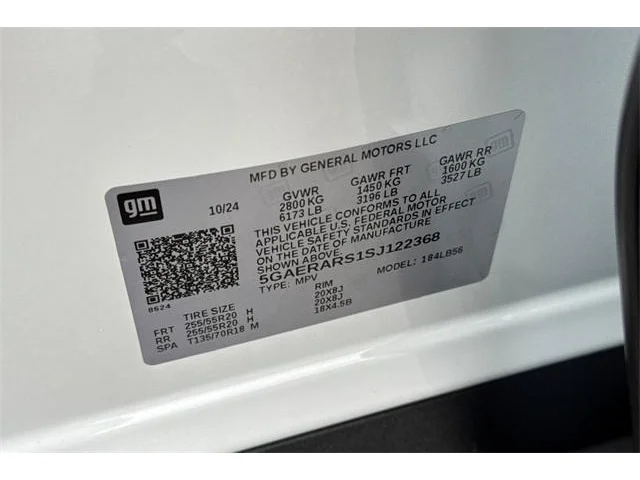 MFD BY GENERAL MOTORS LLC
gm
10/24
GVWR GAWR FRT GAWR RR
2800 KG 1450 KG 1600 KG
6173 LB 3196 LB 3527 LB
THIS VEHICLE CONFORMS TO ALL
APPLICABLE U.S. FEDERAL MOTOR
VEHICLE SAFETY STANDARDS IN EFFECT
ON THE DATE OF MANUFACTURE
SHOWN ABOVE.
5GAERARS1SJ122368
TYPE: MPV MODEL: 184LB56
8624
TIRE SIZE RIM
FRT 255/55R20 H 20X8J
RR 255/55R20 H 20X8J
SPA T135/70R18 M 18X4.5B